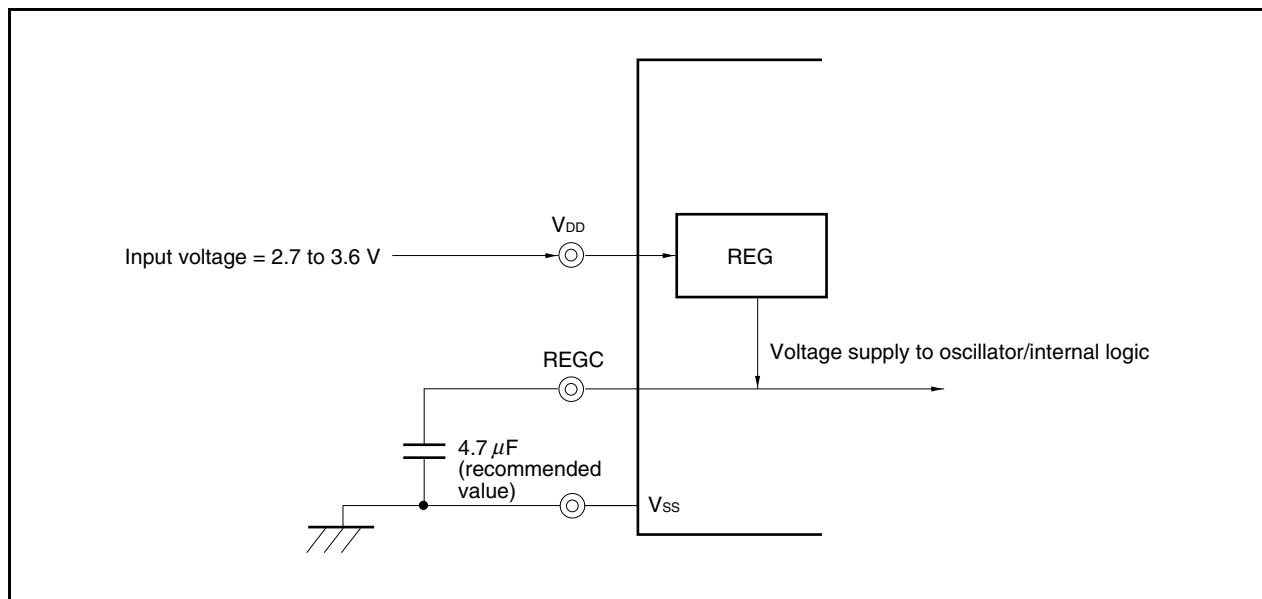 VDD
Input voltage = 2.7 to 3.6 V
REG
Voltage supply to oscillator/internal logic
REGC
4.7 μF
(recommended
value)
VSS